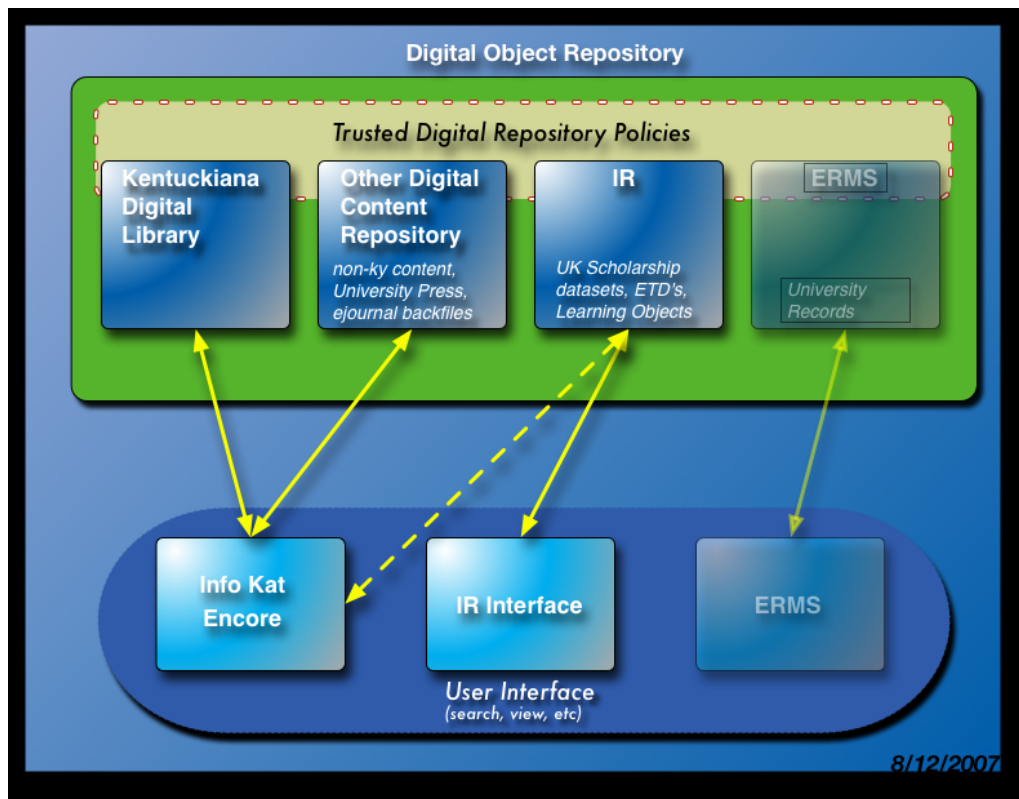 Digital Object Repository
Trusted Digital Repository Policies
Kentuckiana
Digital
Library
Other Digital
Content
Repository
non-ky content,
University Press,
ejournal backfiles
IR
UK Scholarship
datasets, ETD's,
Learning Objects
ERMS
University
Records
Info Kat
Encore
IR Interface
ERMS
User Interface
(search, view, etc)
8/12/2007